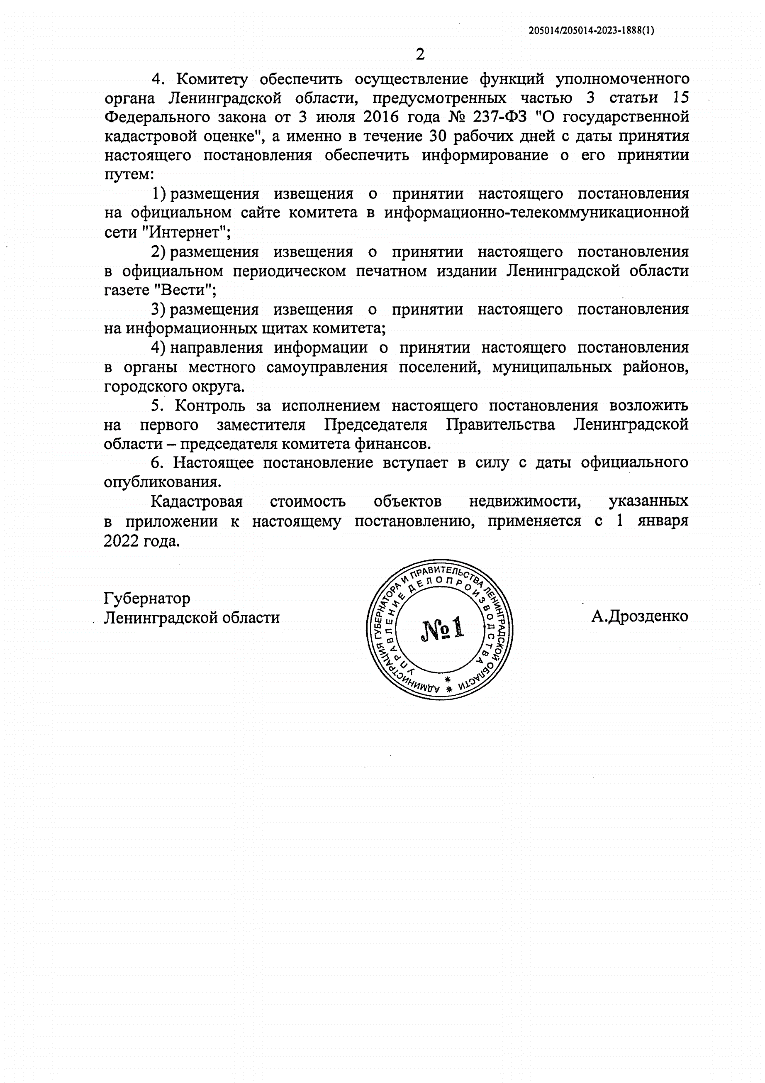 205014/205014-2023-1888(1)
2
4. Комитету обеспечить осуществление функций уполномоченного
органа Ленинградской области, предусмотренных частью 3 статьи 15
Федерального закона от 3 июля 2016 года № 237-ФЗ "О государственной
кадастровой оценке", а именно в течение 30 рабочих дней с даты принятия
настоящего постановления обеспечить информирование о его принятии
путем:
1) размещения извещения о принятии настоящего постановления
на официальном сайте комитета в информационно-телекоммуникационной
сети "Интернет";
2) размещения извещения о принятии настоящего постановления
в официальном периодическом печатном издании Ленинградской области
газете "Вести";
3) размещения извещения о принятии настоящего постановления
на информационных щитах комитета;
4) направления информации о принятии настоящего постановления
в органы местного самоуправления поселений, муниципальных районов,
городского округа.
5. Контроль за исполнением настоящего постановления возложить
на первого заместителя Председателя Правительства Ленинградской
области – председателя комитета финансов.
6. Настоящее постановление вступает в силу с даты официального
опубликования.
Кадастровая стоимость объектов недвижимости, указанных
в приложении к настоящему постановлению, применяется с 1 января
2022 года.
Губернатор
Ленинградской области
А.Дрозденко
АДМИНИСТРАЦИЯ ГУБЕРНАТОРА И ПРАВИТЕЛЬСТВА ЛЕНИНГРАДСКОЙ ОБЛАСТИ *
УПРАВЛЕНИЕ ДЕЛОПРОИЗВОДСТВА *
№1